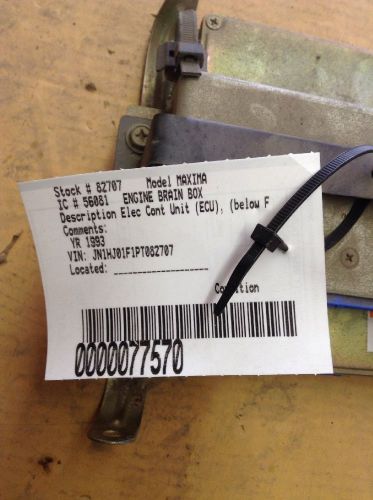 Stock # 82707 Model MAXIMA
IC # 56081 ENGINE BRAIN BOX
Description Elec Cont Unit (ECU), (below F
Comments:
YR 1993
VIN: JN1HJ01F1PT082707
Located: ____________________
Condition
0000077570